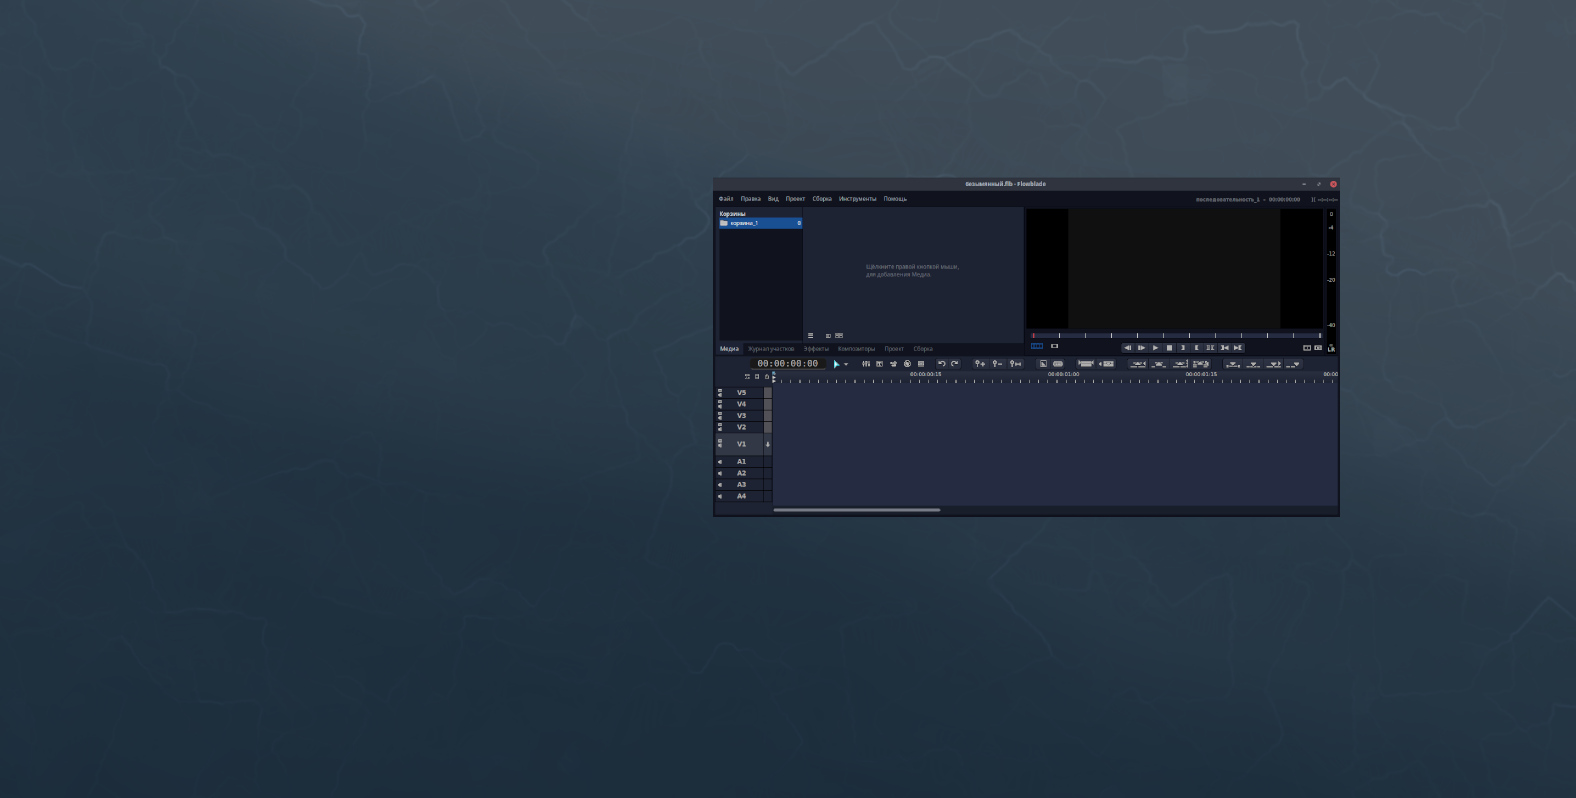 безымянный.flb - Flowblade
Файл Правка Вид Проект Сборка Инструменты Помощь
последовательность_1 - 00:00:00:00
Корзины
корзина_1 0
Щёлкните правой кнопкой мыши,
для добавления Медиа.
0
-4
-12
-20
-40
L R
Медиа Журнал участков Эффекты Композиторы Проект Сборка
00:00:00:00
00:00:00:15 00:00:01:00 00:00:01:15 00:00
V5
V4
V3
V2
V1
A1
A2
A3
A4